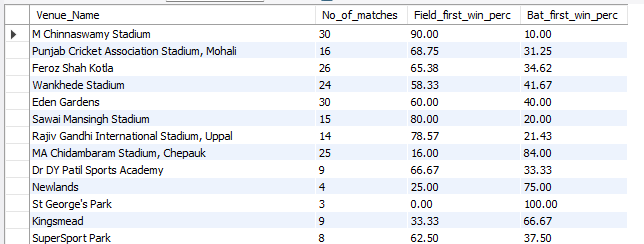 Venue_Name No_of_matches Field_first_win_perc Bat_first_win_perc
M Chinnaswamy Stadium 30 90.00 10.00
Punjab Cricket Association Stadium, Mohali 16 68.75 31.25
Feroz Shah Kotla 26 65.38 34.62
Wankhede Stadium 24 58.33 41.67
Eden Gardens 30 60.00 40.00
Sawai Mansingh Stadium 15 80.00 20.00
Rajiv Gandhi International Stadium, Uppal 14 78.57 21.43
MA Chidambaram Stadium, Chepauk 25 16.00 84.00
Dr DY Patil Sports Academy 9 66.67 33.33
Newlands 4 25.00 75.00
St George's Park 3 0.00 100.00
Kingsmead 9 33.33 66.67
SuperSport Park 8 62.50 37.50